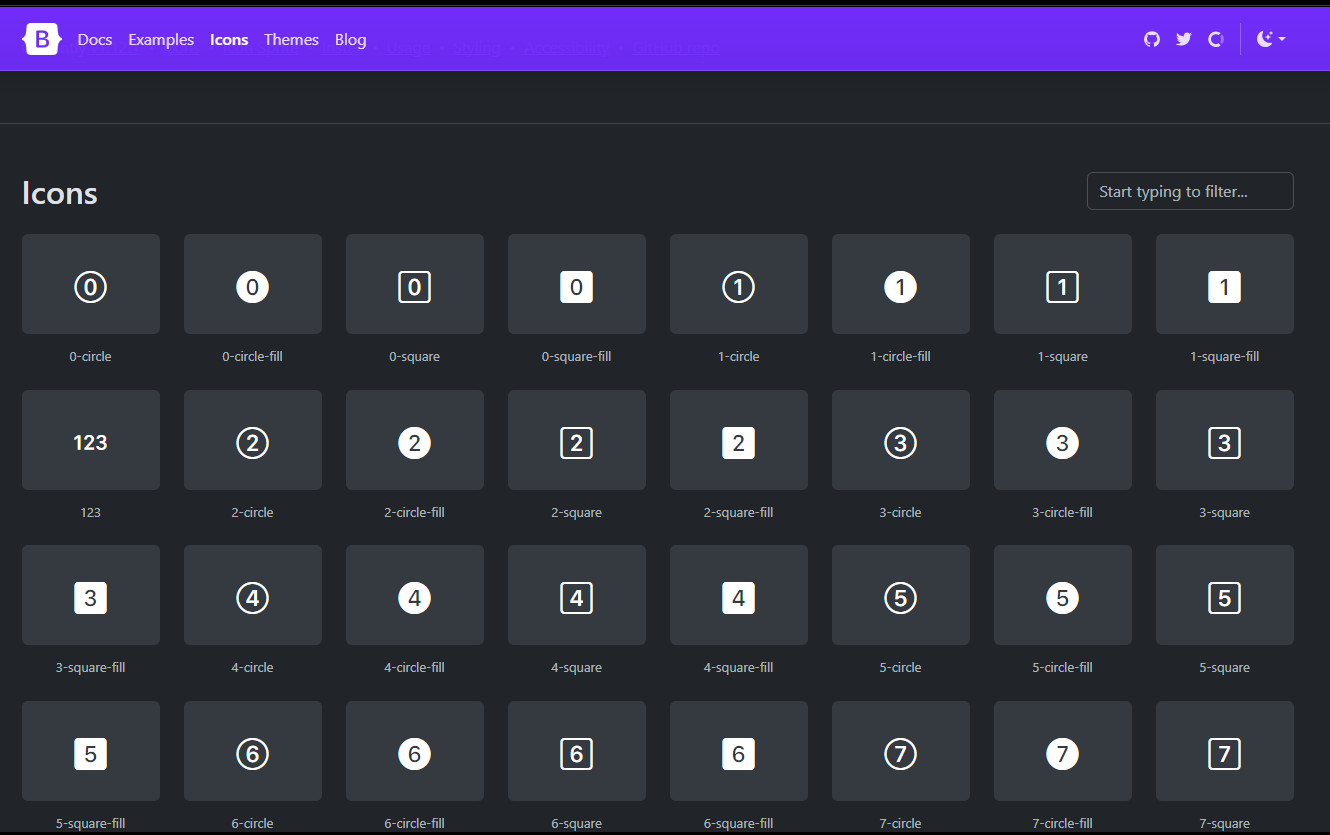 B Docs Examples Icons Themes Blog
Icons
Start typing to filter...
0 0 0 0 1 1 1 1
0-circle 0-circle-fill 0-square 0-square-fill 1-circle 1-circle-fill 1-square 1-square-fill
123 2 2 2 2 3 3 3
123 2-circle 2-circle-fill 2-square 2-square-fill 3-circle 3-circle-fill 3-square
3 4 4 4 4 5 5 5
3-square-fill 4-circle 4-circle-fill 4-square 4-square-fill 5-circle 5-circle-fill 5-square
5 6 6 6 6 7 7 7
5-square-fill 6-circle 6-circle-fill 6-square 6-square-fill 7-circle 7-circle-fill 7-square